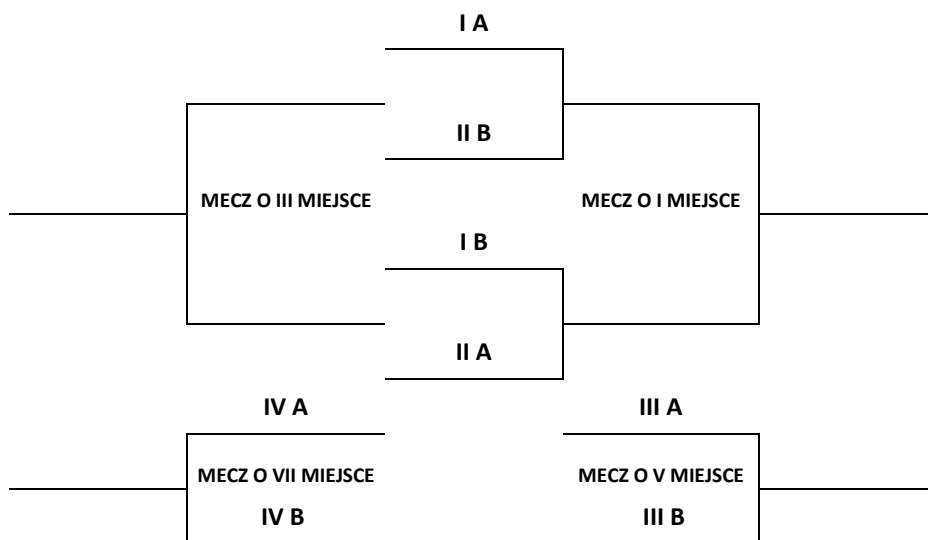 I A
II B
MECZ O III MIEJSCE
MECZ O I MIEJSCE
I B
II A
IV A
III A
MECZ O VII MIEJSCE
MECZ O V MIEJSCE
IV B
III B